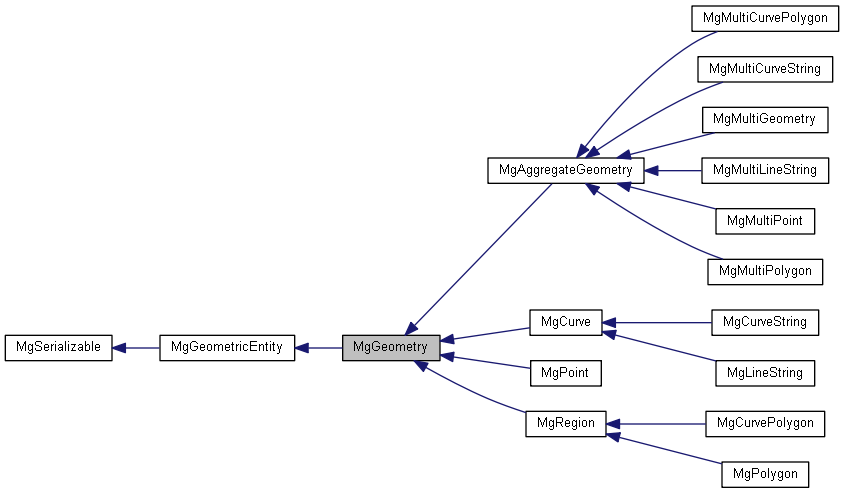 MgMultiCurvePolygon
MgMultiCurveString
MgMultiGeometry
MgAggregateGeometry
MgMultiLineString
MgMultiPoint
MgMultiPolygon
MgCurve
MgCurveString
MgSerializable
MgGeometricEntity
MgGeometry
MgPoint
MgLineString
MgRegion
MgCurvePolygon
MgPolygon